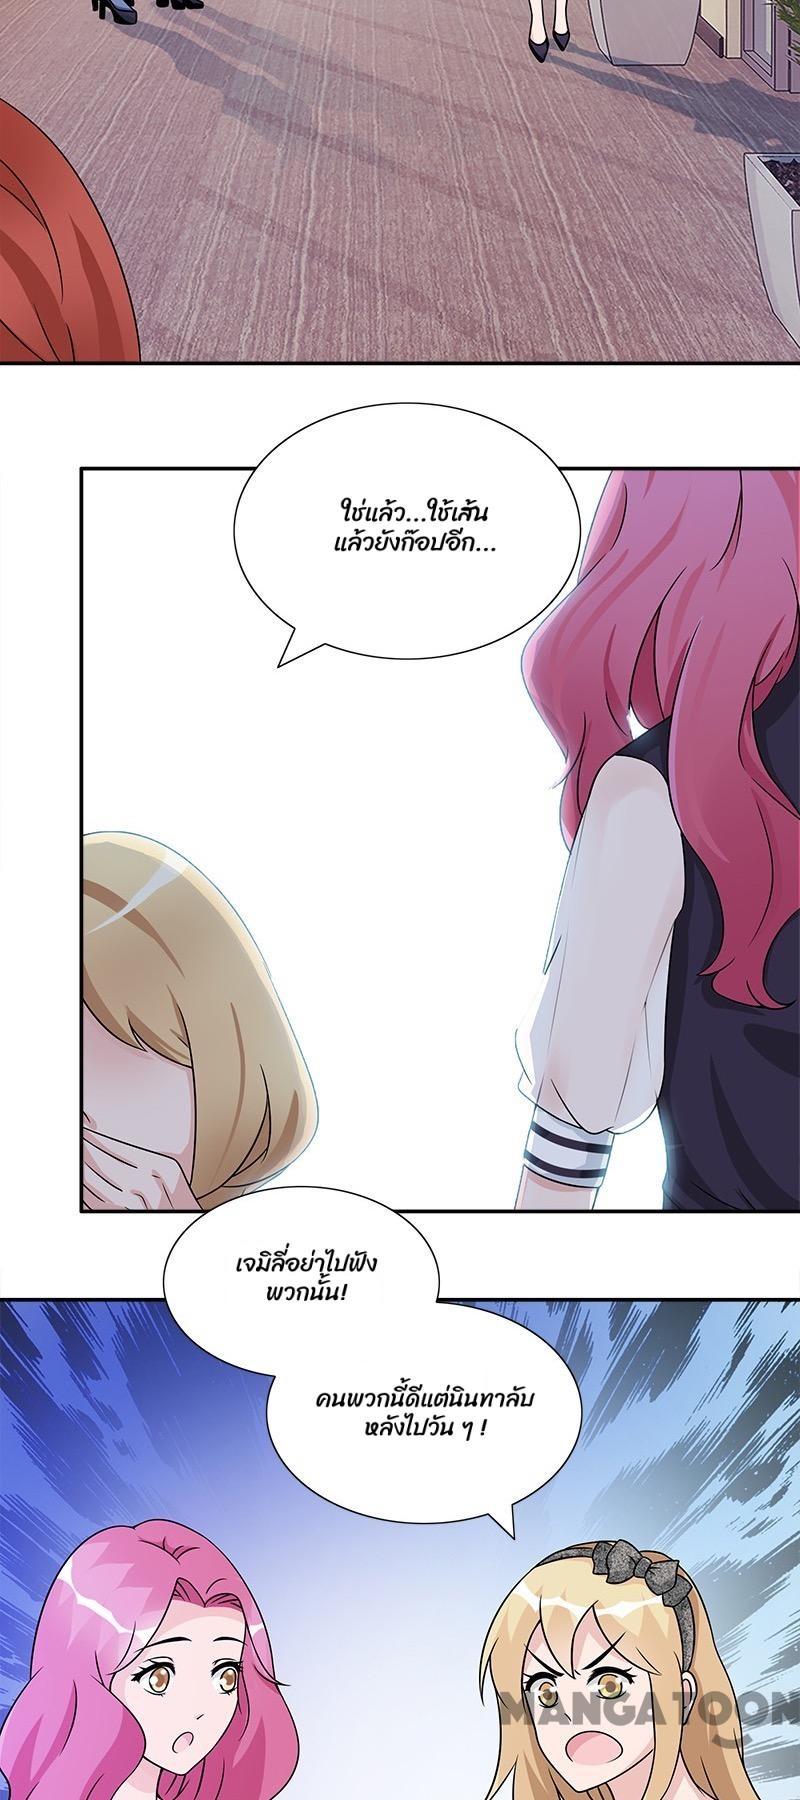 ใช่แล้ว...ใช้เส้น
แล้วยังก๊อปอีก...
เจมิลี่อย่าไปฟัง
พวกนั้น!
คนพวกนี้ดีแต่นินทาลับ
หลังไปวัน ๆ !
MANGATOON